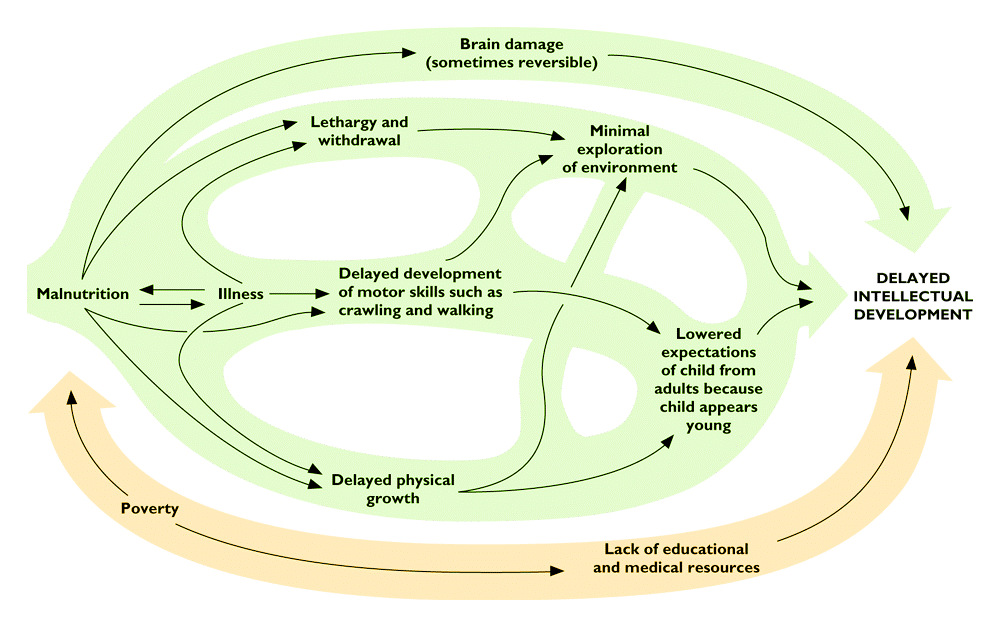 Brain damage
(sometimes reversible)
Lethargy and
withdrawal
Minimal
exploration
of environment
Malnutrition
Illness
Delayed development
of motor skills such as
crawling and walking
DELAYED
INTELLECTUAL
DEVELOPMENT
Lowered
expectations
of child from
adults because
child appears
young
Delayed physical
growth
Poverty
Lack of educational
and medical resources